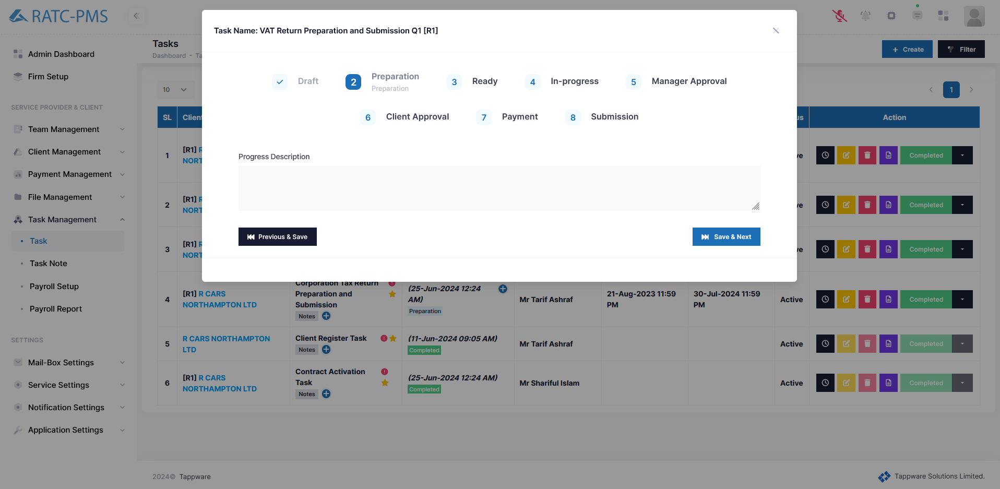 RATC-PMS
Admin Dashboard
Firm Setup
SERVICE PROVIDER & CLIENT
Team Management
Client Management
Payment Management
File Management
Task Management
Task
Task Note
Payroll Setup
Payroll Report
SETTINGS
Mail-Box Settings
Service Settings
Notification Settings
Application Settings
Tasks
Dashboard - Ta
Create
Filter
10
1
Task Name: VAT Return Preparation and Submission Q1 [R1]
Draft
2 Preparation
Preparation
3 Ready
4 In-progress
5 Manager Approval
6 Client Approval
7 Payment
8 Submission
Progress Description
Previous & Save
Save & Next
SL Client us Action
1 [R1] R
NORT ve Completed
2 [R1] R
NORT ve Completed
3 [R1] R
NORT ve Completed
4
[R1] R CARS
NORTHAMPTON LTD
Corporation Tax Return
Preparation and
Submission
Notes
(25-Jun-2024 12:24
AM)
Preparation
Mr Tarif Ashraf
21-Aug-2023 11:59
PM
30-Jul-2024 11:59
PM
Active
Completed
5
R CARS NORTHAMPTON
LTD
Client Register Task
Notes
(11-Jun-2024 09:05 AM)
Completed
Mr Tarif Ashraf
Active
Completed
6
[R1] R CARS
NORTHAMPTON LTD
Contract Activation
Task
Notes
(25-Jun-2024 12:24 AM)
Completed
Mr Shariful Islam
Active
Completed
2024© Tappware
Tappware Solutions Limited.